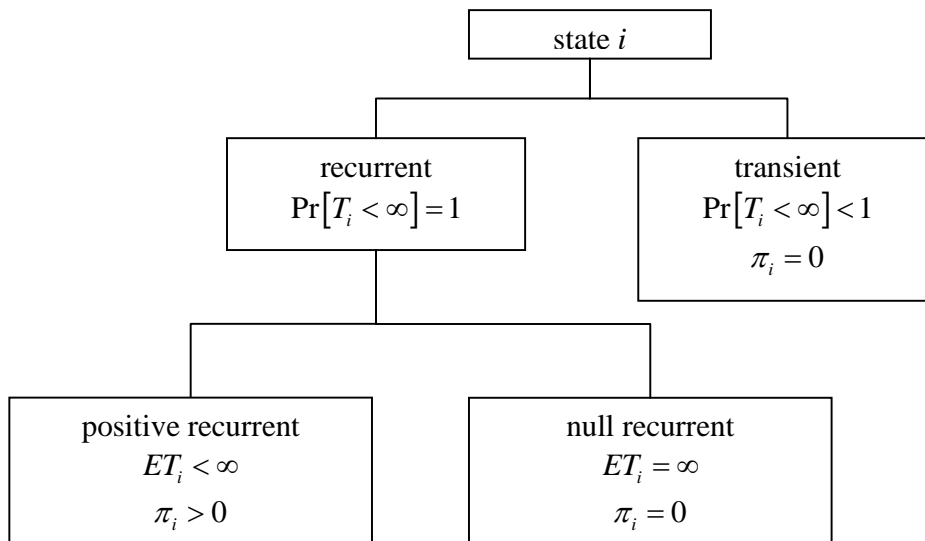 state i
recurrent
Pr[T_i < ∞] = 1
transient
Pr[T_i < ∞] < 1
π_i = 0
positive recurrent
ET_i < ∞
π_i > 0
null recurrent
ET_i = ∞
π_i = 0